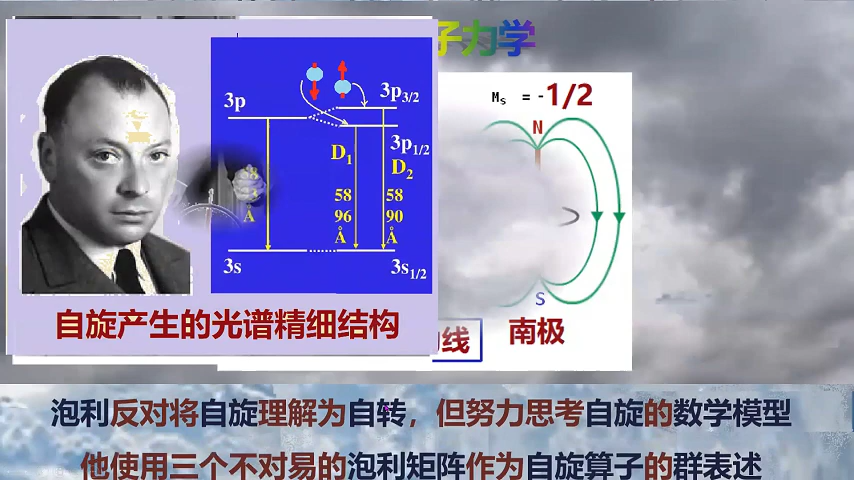 子力学
3p
3p3/2
3p1/2
D1
D2
58
96
Å
58
90
Å
Å
3s
3s1/2
自旋产生的光谱精细结构
Ms = -1/2
N
S
线
南极
泡利反对将自旋理解为自转，但努力思考自旋的数学模型
他使用三个不对易的泡利矩阵作为自旋算子的群表述